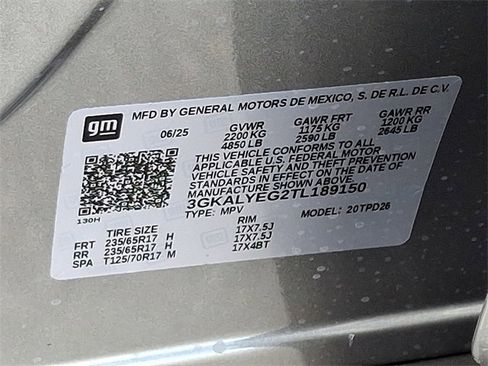 gm
MFD BY GENERAL MOTORS DE MEXICO, S. DE R.L. DE C.V.
06/25 GVWR GAWR FRT GAWR RR
2200 KG 1175 KG 1200 KG
4850 LB 2590 LB 2645 LB
THIS VEHICLE CONFORMS TO ALL
APPLICABLE U.S. FEDERAL MOTOR
VEHICLE SAFETY STANDARDS IN
EFFECT ON THE DATE OF
MANUFACTURE SHOWN ABOVE
3GKALYEG2TL189150
TYPE: MPV MODEL: 20TPD26
130H
TIRE SIZE RIM
FRT 235/65R17 H 17X7.5J
RR 235/65R17 H 17X7.5J
SPA T125/70R17 M 17X4BT